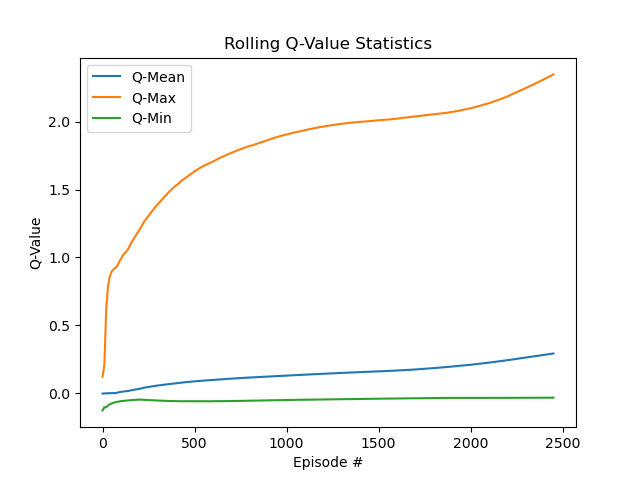 Rolling Q-Value Statistics
Q-Mean
Q-Max
Q-Min
Q-Value
2.0
1.5
1.0
0.5
0.0
0 500 1000 1500 2000 2500
Episode #